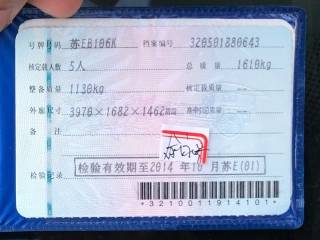 号牌号码 苏EB106K 档案编号 320501880643
核定载人数 5人 总质量 1610kg
整备质量 1130kg 核定载质量 --
外廓尺寸 3970×1682×1462mm 准牵引总质量 --
备注
检验有效期至2014 年10 月苏E(01)
检验记录
*3210011914101*